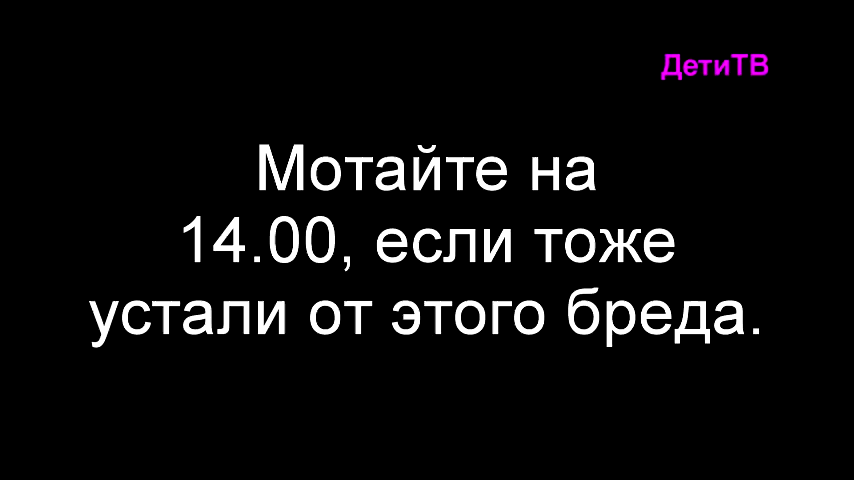 ДетиТВ
Мотайте на
14.00, если тоже
устали от этого бреда.